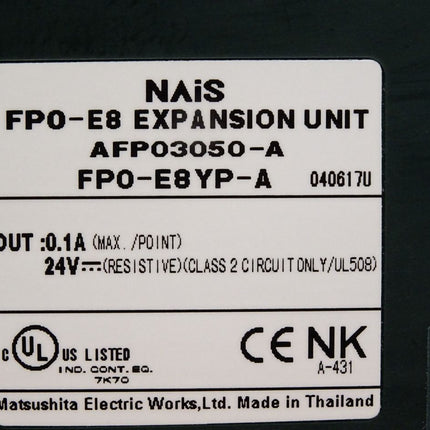 NAiS
FP0-E8 EXPANSION UNIT
AFP03050-A
FP0-E8YP-A 040617U
OUT :0.1A (MAX. /POINT)
24V⎓(RESISTIVE)(CLASS 2 CIRCUIT ONLY/UL508)
c UL US LISTED
IND. CONT. EQ.
7K70
CE NK
A-431
Matsushita Electric Works,Ltd. Made in Thailand